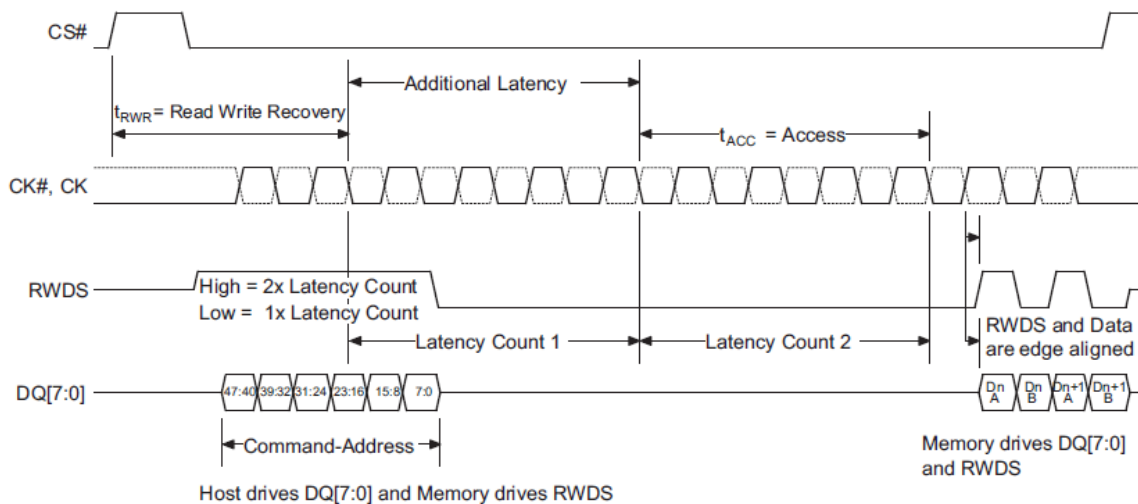 CS#
Additional Latency
tRWR= Read Write Recovery
tACC = Access
CK#, CK
RWDS
High = 2x Latency Count
Low = 1x Latency Count
Latency Count 1
Latency Count 2
RWDS and Data
are edge aligned
DQ[7:0]
47:40 39:32 31:24 23:16 15:8 7:0
Dn Dn Dn+1 Dn+1
A B A B
Command-Address
Memory drives DQ[7:0]
and RWDS
Host drives DQ[7:0] and Memory drives RWDS